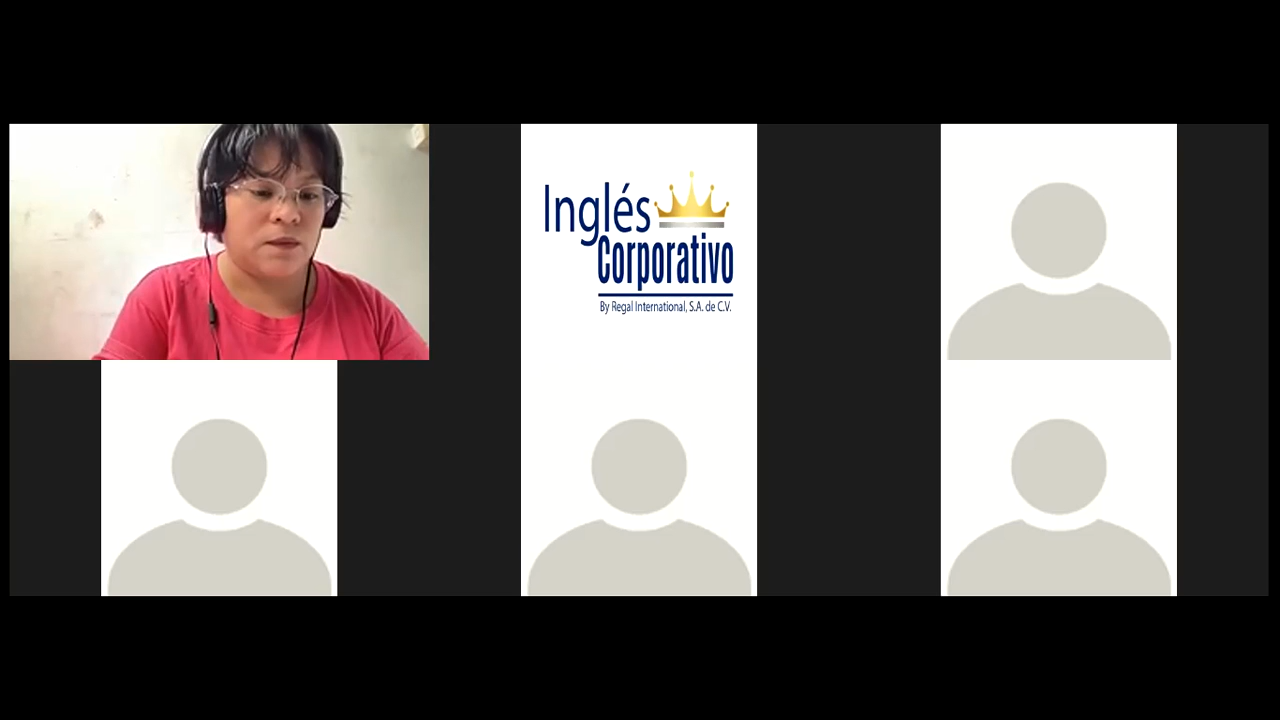 Inglés
Corporativo
By Regal International, S.A. de C.V.